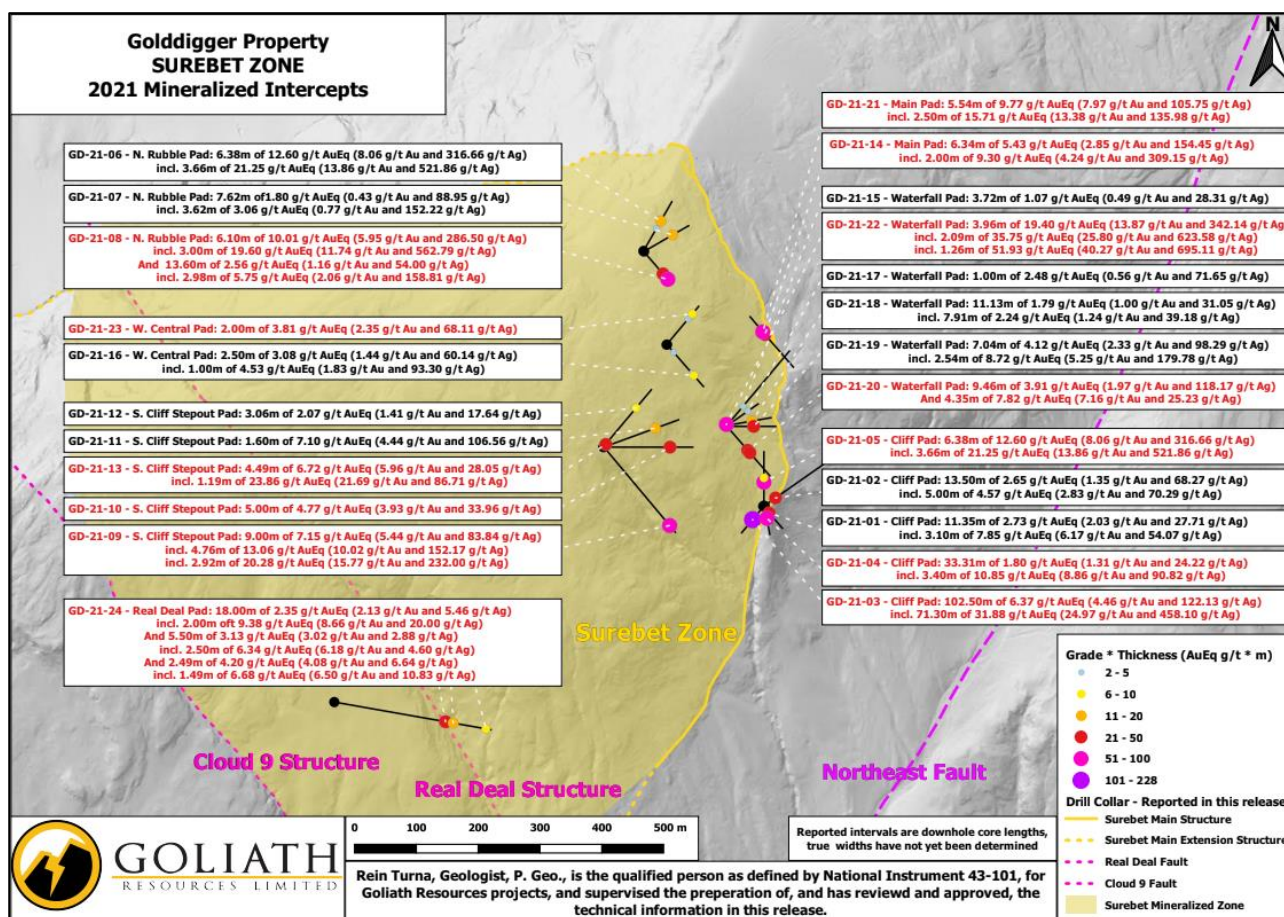 Golddigger Property
SUREBET ZONE
2021 Mineralized Intercepts
N
GD-21-06 - N. Rubble Pad: 6.38m of 12.60 g/t AuEq (8.06 g/t Au and 316.66 g/t Ag)
incl. 3.66m of 21.25 g/t AuEq (13.86 g/t Au and 521.86 g/t Ag)
GD-21-07 - N. Rubble Pad: 7.62m of1.80 g/t AuEq (0.43 g/t Au and 88.95 g/t Ag)
incl. 3.62m of 3.06 g/t AuEq (0.77 g/t Au and 152.22 g/t Ag)
GD-21-08 - N. Rubble Pad: 6.10m of 10.01 g/t AuEq (5.95 g/t Au and 286.50 g/t Ag)
incl. 3.00m of 19.60 g/t AuEq (11.74 g/t Au and 562.79 g/t Ag)
And 13.60m of 2.56 g/t AuEq (1.16 g/t Au and 54.00 g/t Ag)
incl. 2.98m of 5.75 g/t AuEq (2.06 g/t Au and 158.81 g/t Ag)
GD-21-23 - W. Central Pad: 2.00m of 3.81 g/t AuEq (2.35 g/t Au and 68.11 g/t Ag)
GD-21-16 - W. Central Pad: 2.50m of 3.08 g/t AuEq (1.44 g/t Au and 60.14 g/t Ag)
incl. 1.00m of 4.53 g/t AuEq (1.83 g/t Au and 93.30 g/t Ag)
GD-21-12 - S. Cliff Stepout Pad: 3.06m of 2.07 g/t AuEq (1.41 g/t Au and 17.64 g/t Ag)
GD-21-11 - S. Cliff Stepout Pad: 1.60m of 7.10 g/t AuEq (4.44 g/t Au and 106.56 g/t Ag)
GD-21-13 - S. Cliff Stepout Pad: 4.49m of 6.72 g/t AuEq (5.96 g/t Au and 28.05 g/t Ag)
incl. 1.19m of 23.86 g/t AuEq (21.69 g/t Au and 86.71 g/t Ag)
GD-21-10 - S. Cliff Stepout Pad: 5.00m of 4.77 g/t AuEq (3.93 g/t Au and 33.96 g/t Ag)
GD-21-09 - S. Cliff Stepout Pad: 9.00m of 7.15 g/t AuEq (5.44 g/t Au and 83.84 g/t Ag)
incl. 4.76m of 13.06 g/t AuEq (10.02 g/t Au and 152.17 g/t Ag)
incl. 2.92m of 20.28 g/t AuEq (15.77 g/t Au and 232.00 g/t Ag)
GD-21-24 - Real Deal Pad: 18.00m of 2.35 g/t AuEq (2.13 g/t Au and 5.46 g/t Ag)
incl. 2.00m oft 9.38 g/t AuEq (8.66 g/t Au and 20.00 g/t Ag)
And 5.50m of 3.13 g/t AuEq (3.02 g/t Au and 2.88 g/t Ag)
incl. 2.50m of 6.34 g/t AuEq (6.18 g/t Au and 4.60 g/t Ag)
And 2.49m of 4.20 g/t AuEq (4.08 g/t Au and 6.64 g/t Ag)
incl. 1.49m of 6.68 g/t AuEq (6.50 g/t Au and 10.83 g/t Ag)
GD-21-21 - Main Pad: 5.54m of 9.77 g/t AuEq (7.97 g/t Au and 105.75 g/t Ag)
incl. 2.50m of 15.71 g/t AuEq (13.38 g/t Au and 135.98 g/t Ag)
GD-21-14 - Main Pad: 6.34m of 5.43 g/t AuEq (2.85 g/t Au and 154.45 g/t Ag)
incl. 2.00m of 9.30 g/t AuEq (4.24 g/t Au and 309.15 g/t Ag)
GD-21-15 - Waterfall Pad: 3.72m of 1.07 g/t AuEq (0.49 g/t Au and 28.31 g/t Ag)
GD-21-22 - Waterfall Pad: 3.96m of 19.40 g/t AuEq (13.87 g/t Au and 342.14 g/t Ag)
incl. 2.09m of 35.75 g/t AuEq (25.80 g/t Au and 623.58 g/t Ag)
incl. 1.26m of 51.93 g/t AuEq (40.27 g/t Au and 695.11 g/t Ag)
GD-21-17 - Waterfall Pad: 1.00m of 2.48 g/t AuEq (0.56 g/t Au and 71.65 g/t Ag)
GD-21-18 - Waterfall Pad: 11.13m of 1.79 g/t AuEq (1.00 g/t Au and 31.05 g/t Ag)
incl. 7.91m of 2.24 g/t AuEq (1.24 g/t Au and 39.18 g/t Ag)
GD-21-19 - Waterfall Pad: 7.04m of 4.12 g/t AuEq (2.33 g/t Au and 98.29 g/t Ag)
incl. 2.54m of 8.72 g/t AuEq (5.25 g/t Au and 179.78 g/t Ag)
GD-21-20 - Waterfall Pad: 9.46m of 3.91 g/t AuEq (1.97 g/t Au and 118.17 g/t Ag)
And 4.35m of 7.82 g/t AuEq (7.16 g/t Au and 25.23 g/t Ag)
GD-21-05 - Cliff Pad: 6.38m of 12.60 g/t AuEq (8.06 g/t Au and 316.66 g/t Ag)
incl. 3.66m of 21.25 g/t AuEq (13.86 g/t Au and 521.86 g/t Ag)
GD-21-02 - Cliff Pad: 13.50m of 2.65 g/t AuEq (1.35 g/t Au and 68.27 g/t Ag)
incl. 5.00m of 4.57 g/t AuEq (2.83 g/t Au and 70.29 g/t Ag)
GD-21-01 - Cliff Pad: 11.35m of 2.73 g/t AuEq (2.03 g/t Au and 27.71 g/t Ag)
incl. 3.10m of 7.85 g/t AuEq (6.17 g/t Au and 54.07 g/t Ag)
GD-21-04 - Cliff Pad: 33.31m of 1.80 g/t AuEq (1.31 g/t Au and 24.22 g/t Ag)
incl. 3.40m of 10.85 g/t AuEq (8.86 g/t Au and 90.82 g/t Ag)
GD-21-03 - Cliff Pad: 102.50m of 6.37 g/t AuEq (4.46 g/t Au and 122.13 g/t Ag)
incl. 71.30m of 31.88 g/t AuEq (24.97 g/t Au and 458.10 g/t Ag)
Surebet Zone
Cloud 9 Structure
Real Deal Structure
Northeast Fault
Grade * Thickness (AuEq g/t * m)
2 - 5
6 - 10
11 - 20
21 - 50
51 - 100
101 - 228
Drill Collar - Reported in this release
Surebet Main Structure
Surebet Main Extension Structure
Real Deal Fault
Cloud 9 Fault
Surebet Mineralized Zone
GOLIATH
RESOURCES LIMITED
0 100 200 300 400 500 m
Reported intervals are downhole core lengths,
true widths have not yet been determined
Rein Turna, Geologist, P. Geo., is the qualified person as defined by National Instrument 43-101, for
Goliath Resources projects, and supervised the preperation of, and has reviewd and approved, the
technical information in this release.